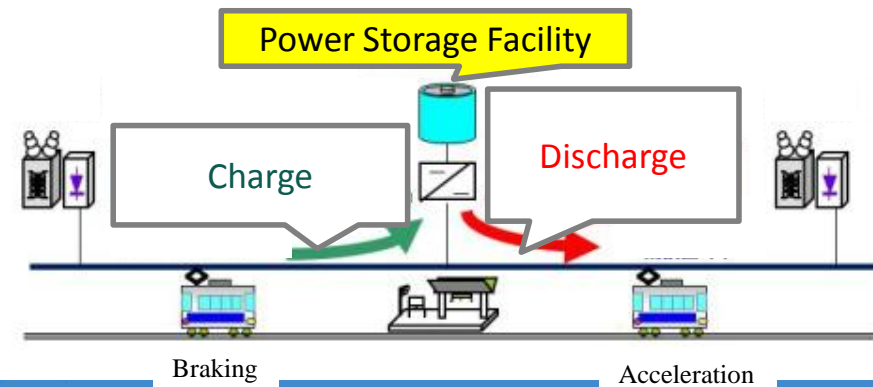 Power Storage Facility
Charge
Discharge
Braking
Acceleration